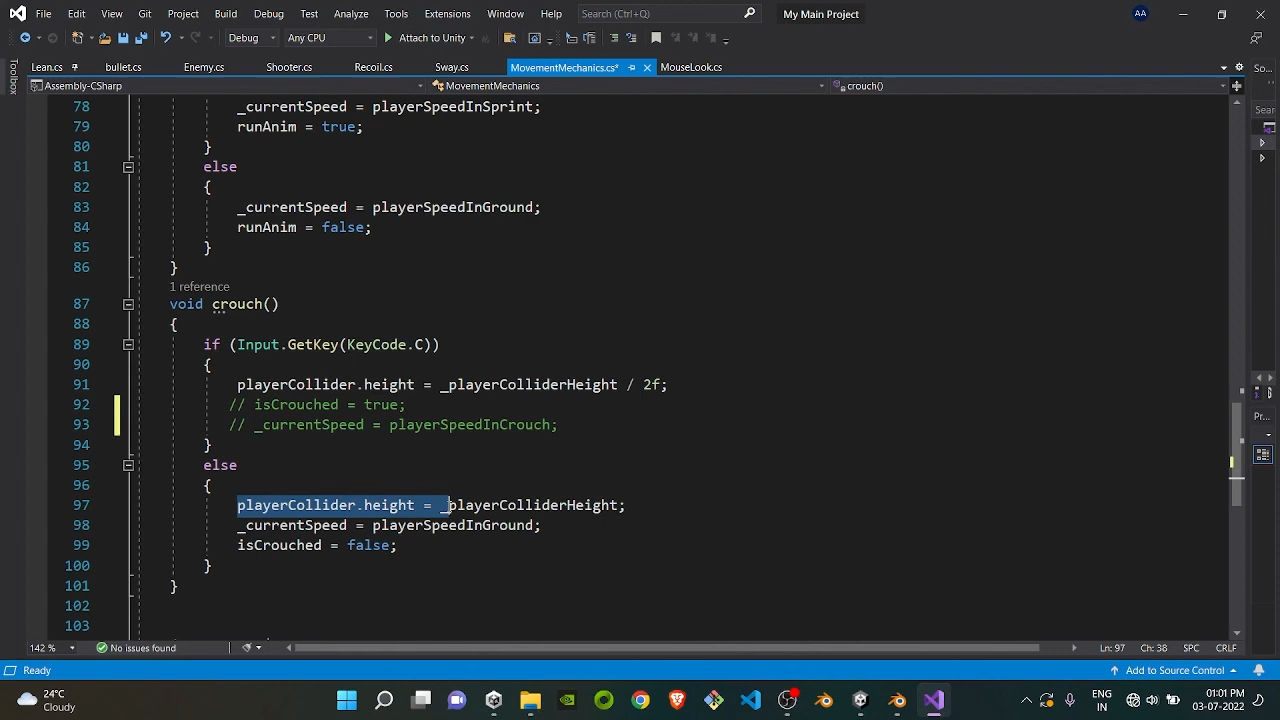 File Edit View Git Project Build Debug Test Analyze Tools Extensions Window Help Search (Ctrl+Q) My Main Project AA
Debug Any CPU Attach to Unity
Toolbox
Lean.cs bullet.cs Enemy.cs Shooter.cs Recoil.cs Sway.cs MovementMechanics.cs* MouseLook.cs So...
Assembly-CSharp MovementMechanics crouch()
Sear
78 _currentSpeed = playerSpeedInSprint;
79 runAnim = true;
80 }
81 else
82 {
83 _currentSpeed = playerSpeedInGround;
84 runAnim = false;
85 }
86 }
1 reference
87 void crouch()
88 {
89 if (Input.GetKey(KeyCode.C))
90 {
91 playerCollider.height = _playerColliderHeight / 2f;
92 // isCrouched = true;
93 // _currentSpeed = playerSpeedInCrouch;
94 }
95 else
96 {
97 playerCollider.height = _playerColliderHeight;
98 _currentSpeed = playerSpeedInGround;
99 isCrouched = false;
100 }
101 }
102
103
Pr...
142 % No issues found Ln: 97 Ch: 38 SPC CRLF
Ready Add to Source Control
24°C
Cloudy
ENG
IN
01:01 PM
03-07-2022